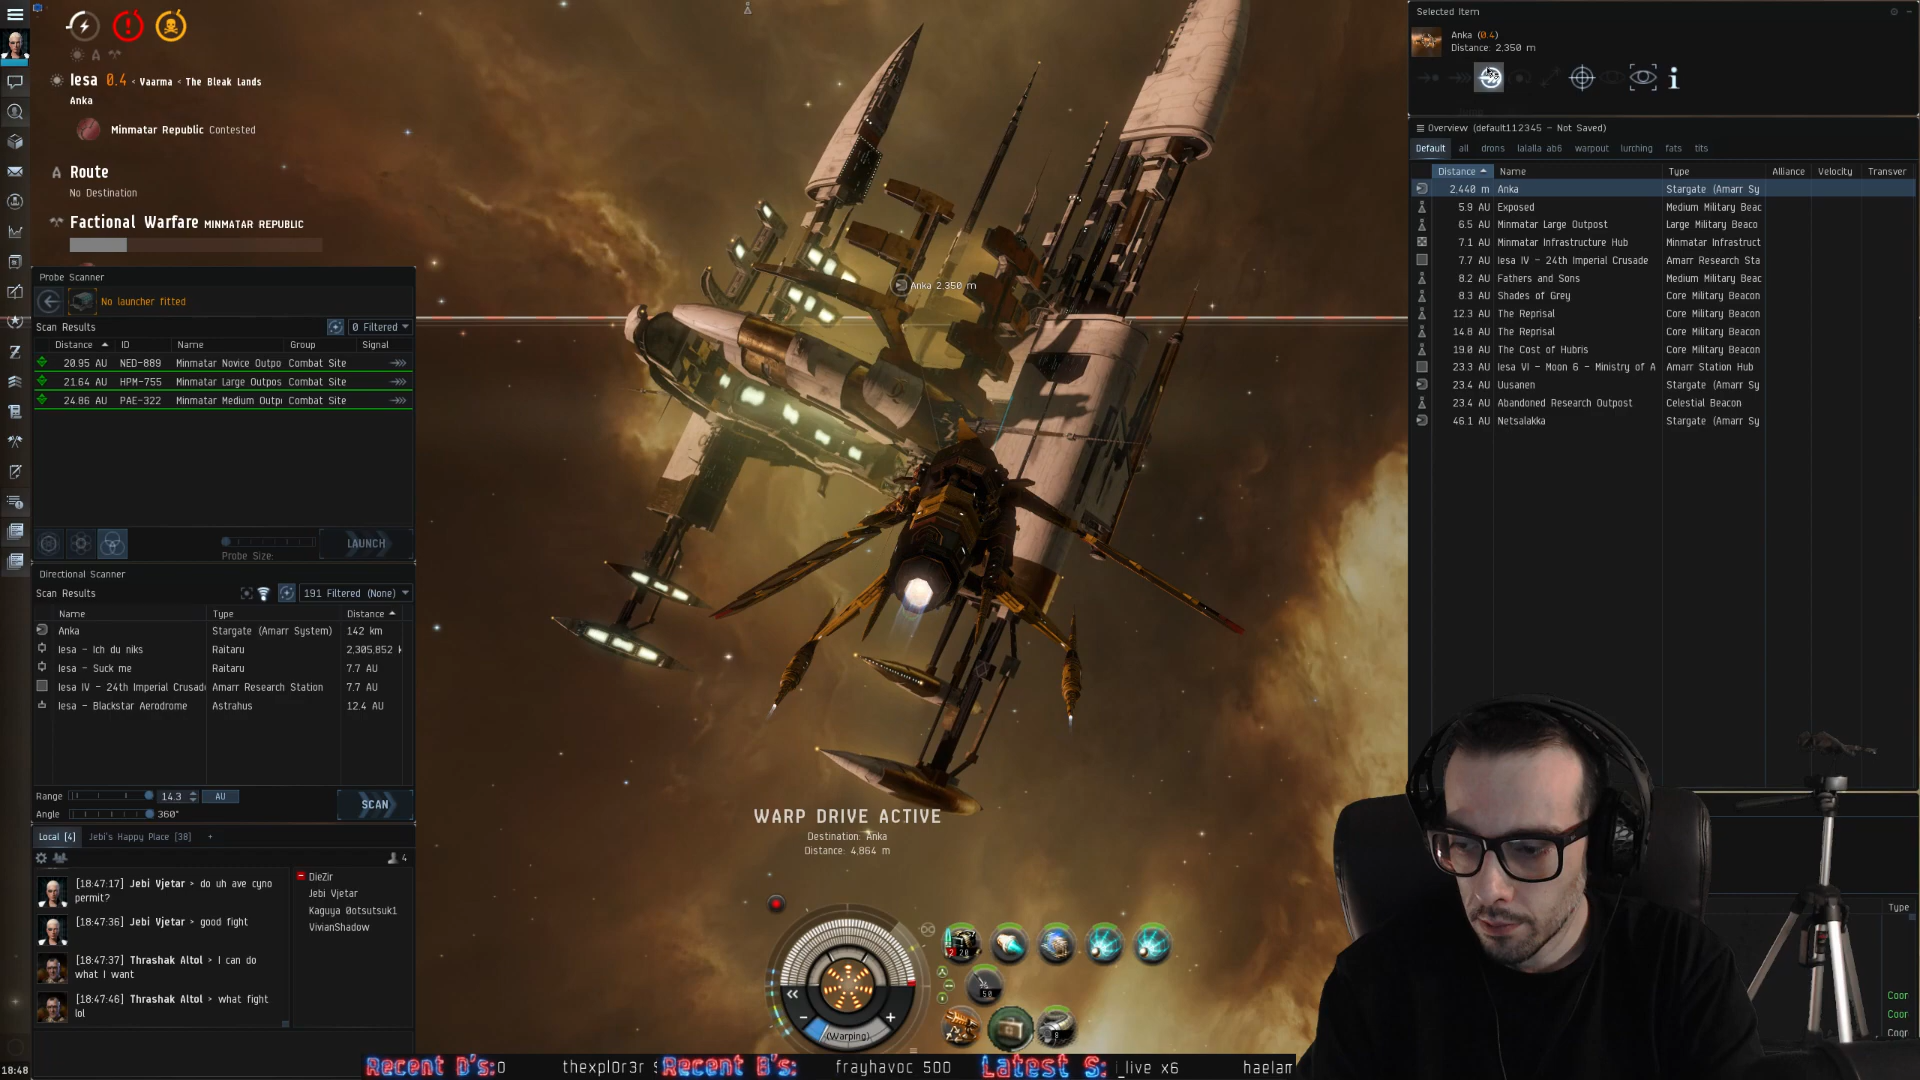 Iesa 0.4 < Vaarma < The Bleak Lands
Anka
Minmatar Republic Contested
Route
No Destination
Factional Warfare MINMATAR REPUBLIC
Probe Scanner
No launcher fitted
Scan Results
0 Filtered
Distance ID Name Group Signal
20.95 AU NED-889 Minmatar Novice Outpo Combat Site
21.64 AU HPM-755 Minmatar Large Outpos Combat Site
24.86 AU PAE-322 Minmatar Medium Outp Combat Site
Probe Size:
LAUNCH
Directional Scanner
Scan Results
191 Filtered (None)
Name Type Distance
Anka Stargate (Amarr System) 142 km
Iesa - Ich du niks Raitaru 2,305,852 k
Iesa - Suck me Raitaru 7.7 AU
Iesa IV - 24th Imperial Crusad Amarr Research Station 7.7 AU
Iesa - Blackstar Aerodrome Astrahus 12.4 AU
Range 14.3 AU
Angle 360°
SCAN
Local [4] Jebi's Happy Place [38] +
4
[18:47:17] Jebi Vjetar > do uh ave cyno
permit?
[18:47:36] Jebi Vjetar > good fight
[18:47:37] Thrashak Altol > I can do
what I want
[18:47:46] Thrashak Altol > what fight
lol
DieZir
Jebi Vjetar
Kaguya Ootsutsuk1
VivianShadow
18:48
Anka 2,350 m
WARP DRIVE ACTIVE
Destination: Anka
Distance: 4,864 m
(Warping)
50
8
Recent D's:0 thexpl0r3r Recent B's: frayhavoc 500 Latest S: _live x6 haelam
Selected Item
Anka (0.4)
Distance: 2,350 m
Overview (default112345 - Not Saved)
Default all drons lalalla ab6 warpout lurching fats tits
Distance Name Type Alliance Velocity Transver
2,440 m Anka Stargate (Amarr Sy
5.9 AU Exposed Medium Military Beac
6.5 AU Minmatar Large Outpost Large Military Beaco
7.1 AU Minmatar Infrastructure Hub Minmatar Infrastruct
7.7 AU Iesa IV - 24th Imperial Crusade Amarr Research Sta
8.2 AU Fathers and Sons Medium Military Beac
8.3 AU Shades of Grey Core Military Beacon
12.3 AU The Reprisal Core Military Beacon
14.8 AU The Reprisal Core Military Beacon
19.0 AU The Cost of Hubris Core Military Beacon
23.3 AU Iesa VI - Moon 6 - Ministry of A Amarr Station Hub
23.4 AU Uusanen Stargate (Amarr Sy
23.4 AU Abandoned Research Outpost Celestial Beacon
46.1 AU Netsalakka Stargate (Amarr Sy
Type
Coor
Coor